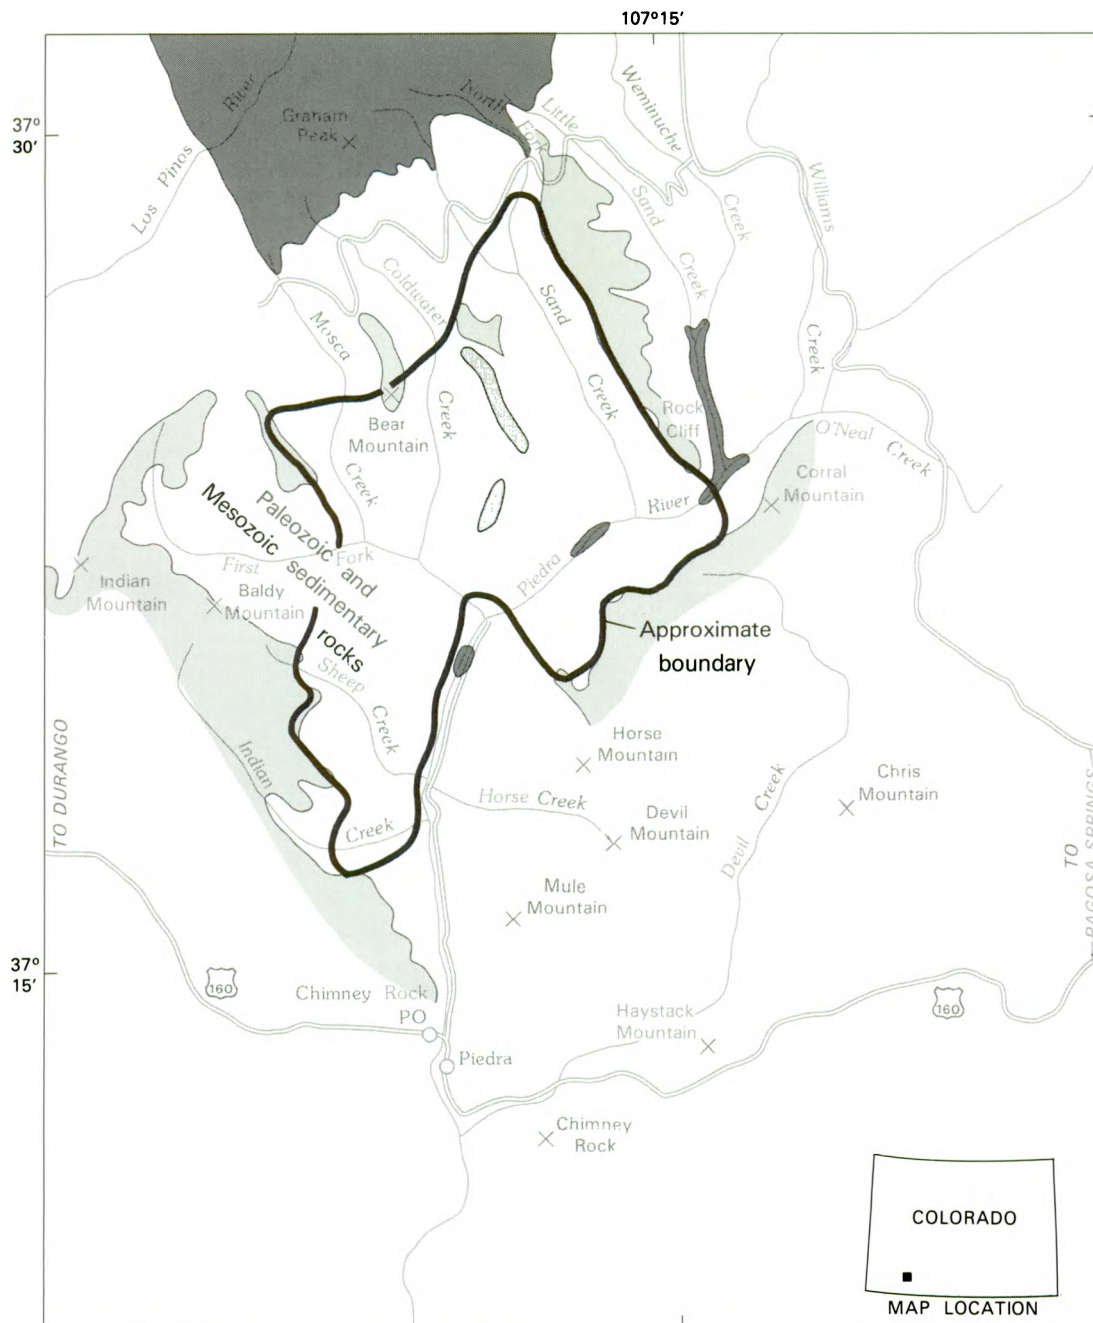 107°15'
37°
30'
Los Pinos
River
Graham
Peak
North
Fork
Little
Sand
Creek
Weminuche
Creek
Williams
Creek
Mosca
Creek
Coldwater
Creek
Sand
Creek
Bear
Mountain
Rock
Cliff
O'Neal
Creek
Corral
Mountain
Paleozoic and
Mesozoic sedimentary
rocks
First
Fork
Piedra
River
Indian
Mountain
Baldy
Mountain
Approximate
boundary
Sheep
Creek
Indian
Creek
Horse
Mountain
Horse Creek
Devil
Mountain
Devil
Creek
Chris
Mountain
TO DURANGO
TO
PAGOSA SPRINGS
Mule
Mountain
37°
15'
160
Chimney Rock
PO
Haystack
Mountain
160
Piedra
Chimney
Rock
COLORADO
MAP LOCATION